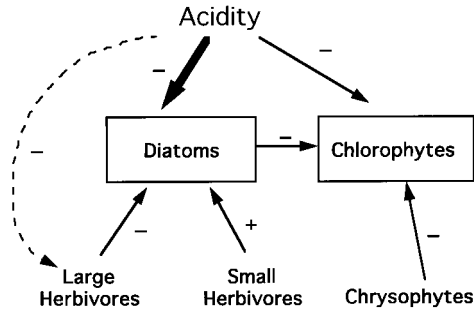 Acidity
–
–
–
Diatoms
–
Chlorophytes
–
+
–
Large
Herbivores
Small
Herbivores
Chrysophytes